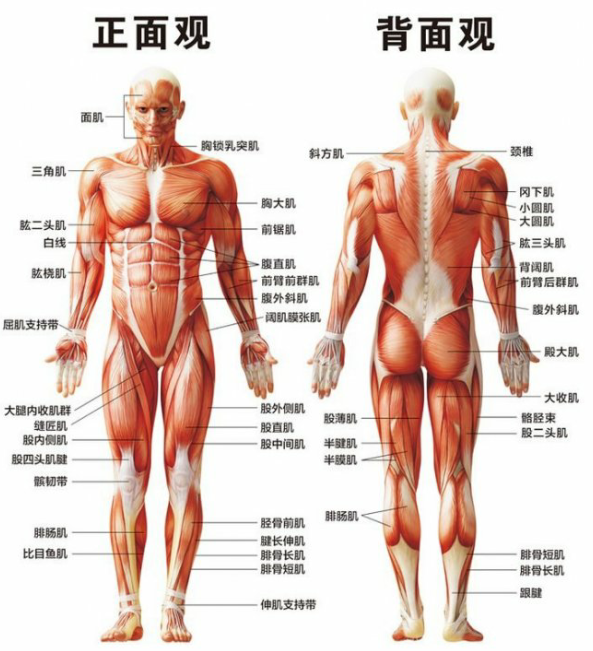 正面观
背面观
面肌
胸锁乳突肌
三角肌
胸大肌
肱二头肌
前锯肌
白线
腹直肌
肱桡肌
前臂前群肌
腹外斜肌
阔肌膜张肌
屈肌支持带
大腿内收肌群
股外侧肌
缝匠肌
股直肌
股内侧肌
股中间肌
股四头肌腱
髌韧带
胫骨前肌
腓肠肌
腱长伸肌
比目鱼肌
腓骨长肌
腓骨短肌
伸肌支持带
斜方肌
颈椎
冈下肌
小圆肌
大圆肌
肱三头肌
背阔肌
前臂后群肌
腹外斜肌
殿大肌
大收肌
股薄肌
髂胫束
股二头肌
半腱肌
半膜肌
腓肠肌
腓骨短肌
腓骨长肌
跟腱